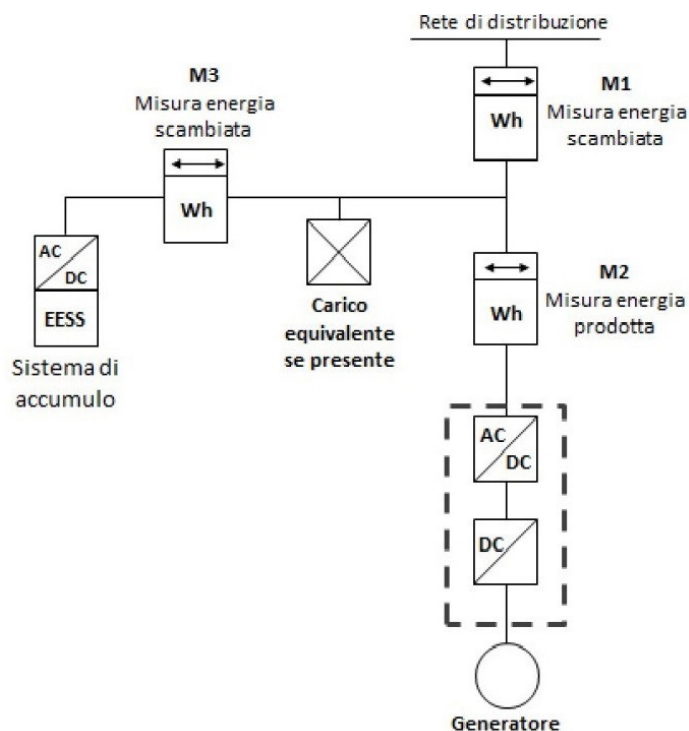 Rete di distribuzione
M3
Misura energia
scambiata
M1
Misura energia
scambiata
Wh
Wh
AC
DC
EESS
Sistema di
accumulo
Carico
equivalente
se presente
M2
Misura energia
prodotta
Wh
AC
DC
DC
Generatore